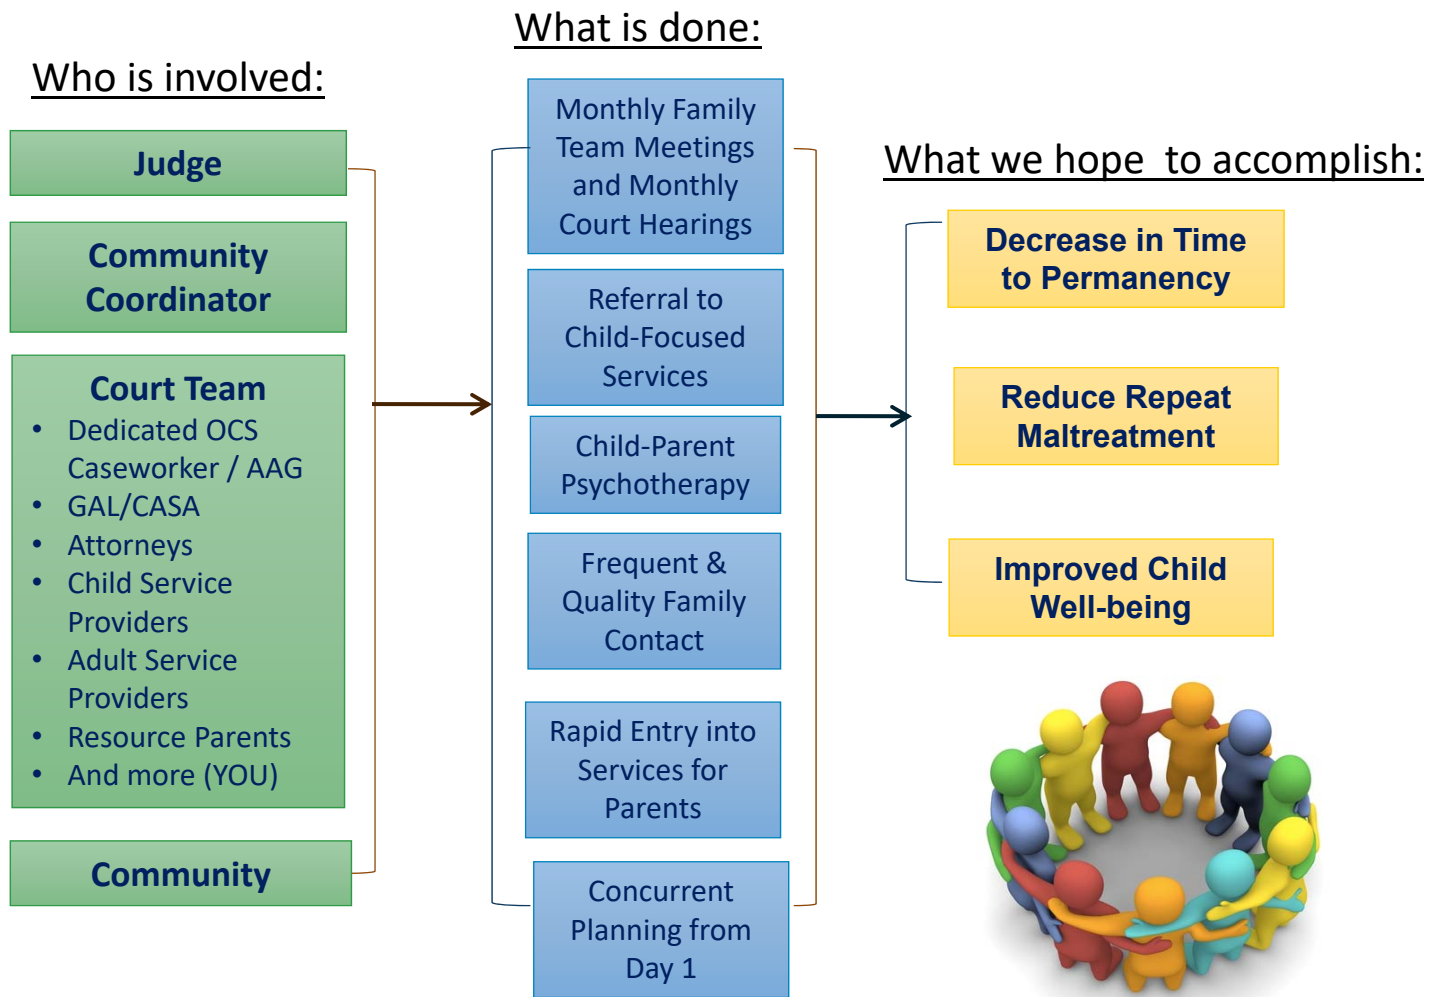 Who is involved:
Judge
Community
Coordinator
Court Team
• Dedicated OCS
Caseworker / AAG
• GAL/CASA
• Attorneys
• Child Service
Providers
• Adult Service
Providers
• Resource Parents
• And more (YOU)
Community
What is done:
Monthly Family
Team Meetings
and Monthly
Court Hearings
Referral to
Child-Focused
Services
Child-Parent
Psychotherapy
Frequent &
Quality Family
Contact
Rapid Entry into
Services for
Parents
Concurrent
Planning from
Day 1
What we hope to accomplish:
Decrease in Time
to Permanency
Reduce Repeat
Maltreatment
Improved Child
Well-being